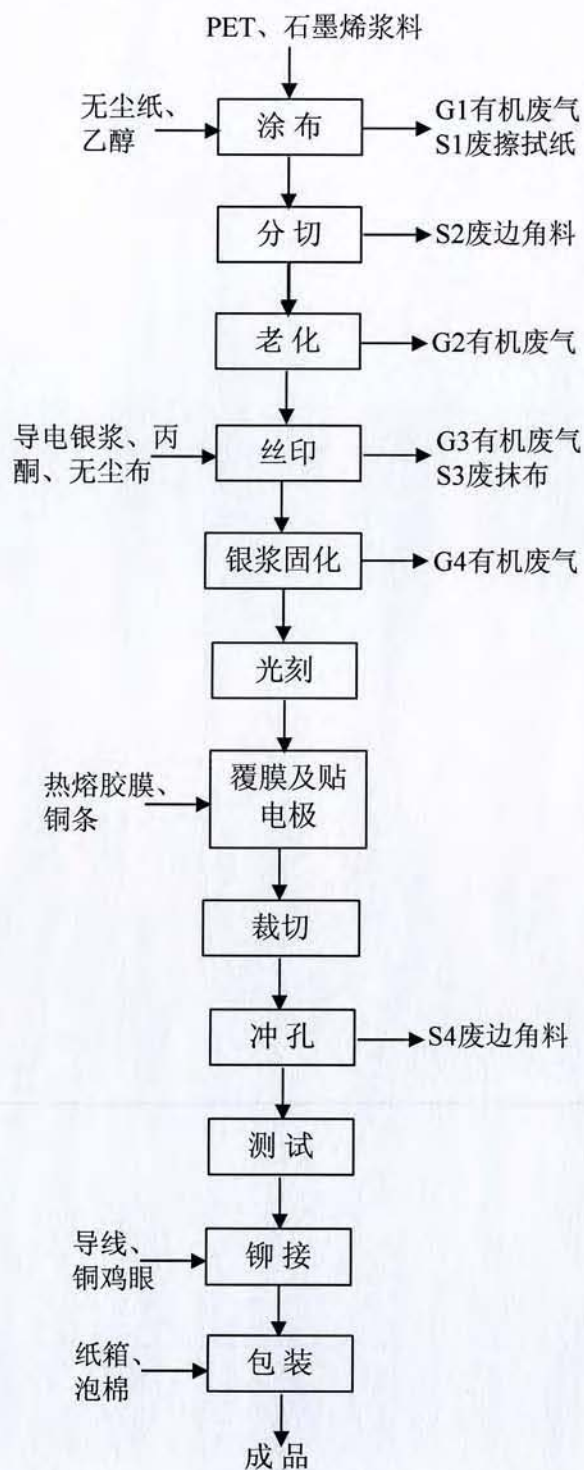 PET、石墨烯浆料
无尘纸、
乙醇
涂布
G1有机废气
S1废擦拭纸
分切
S2废边角料
老化
G2有机废气
导电银浆、丙
酮、无尘布
丝印
G3有机废气
S3废抹布
银浆固化
G4有机废气
光刻
热熔胶膜、
铜条
覆膜及贴
电极
裁切
冲孔
S4废边角料
测试
导线、
铜鸡眼
铆接
纸箱、
泡棉
包装
成品